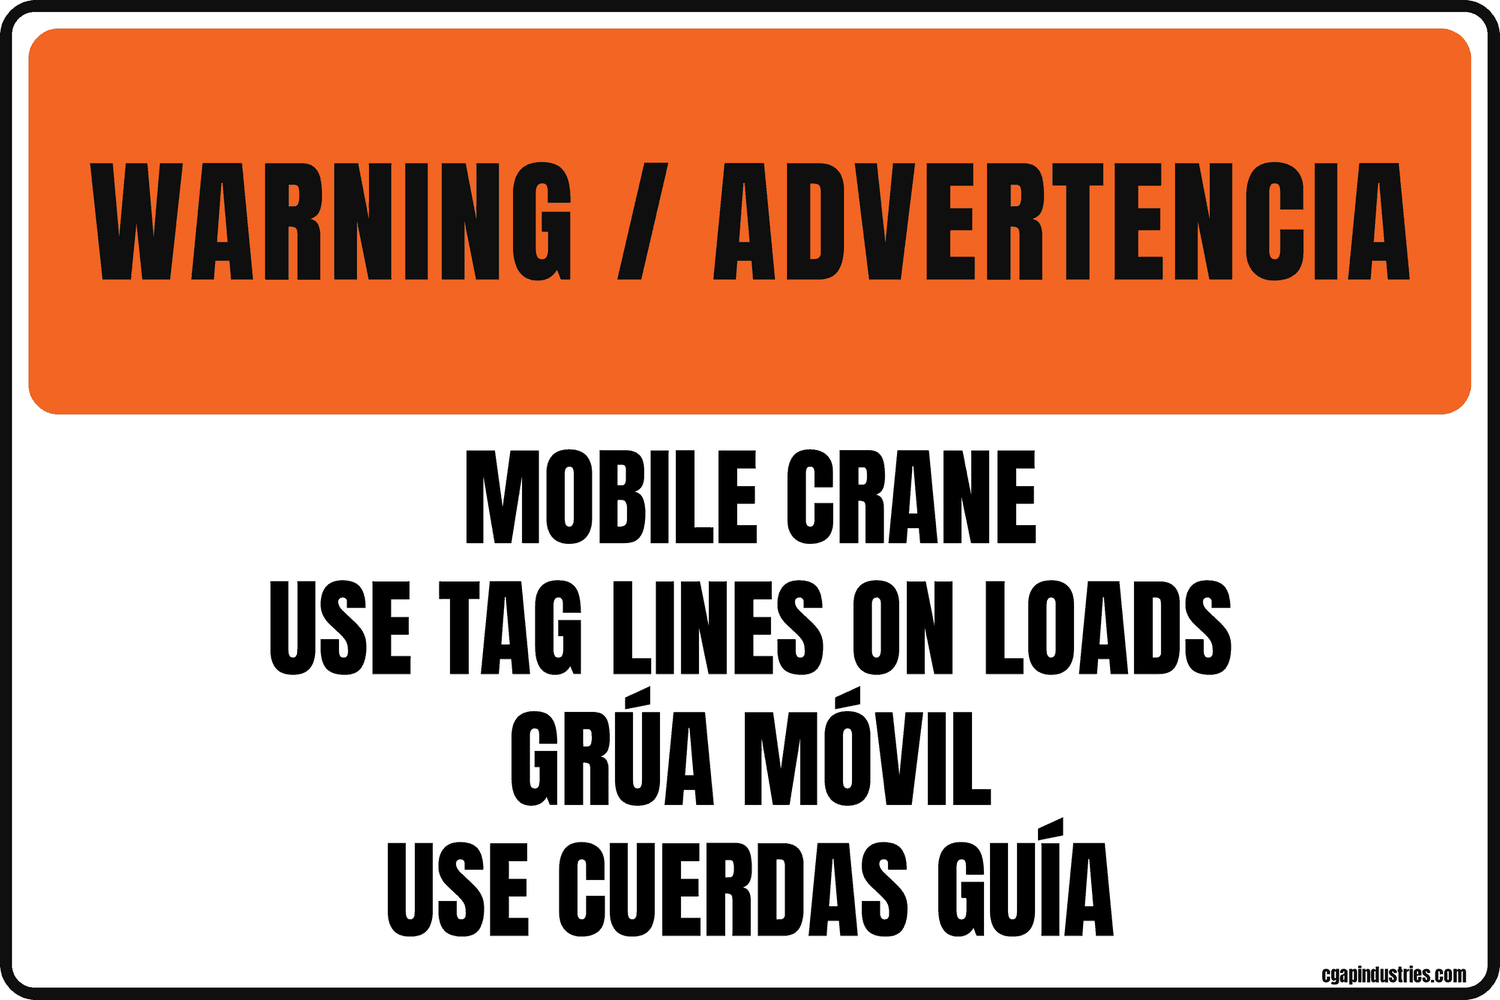 WARNING / ADVERTENCIA
MOBILE CRANE
USE TAG LINES ON LOADS
GRÚA MÓVIL
USE CUERDAS GUÍA
cgapindustries.com